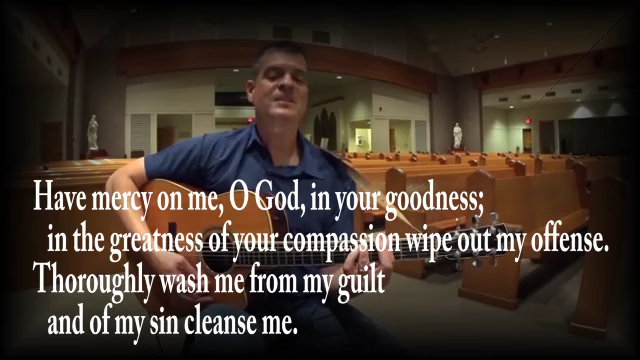 Have mercy on me, O God, in your goodness;
in the greatness of your compassion wipe out my offense.
Thoroughly wash me from my guilt
and of my sin cleanse me.